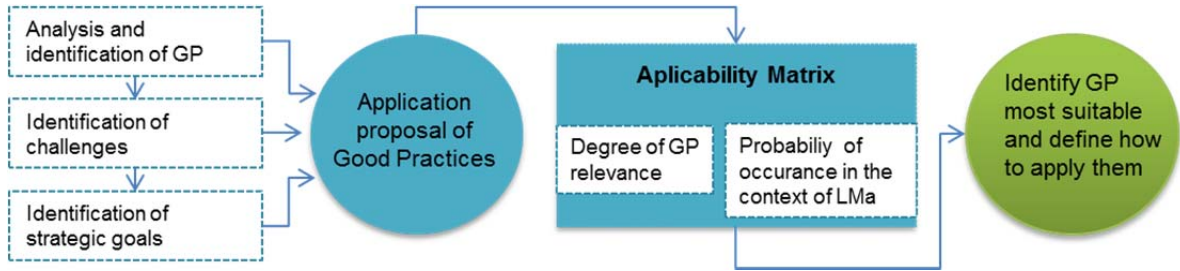 Analysis and
identification of GP
Identification of
challenges
Identification of
strategic goals
Application
proposal of
Good Practices
Aplicability Matrix
Degree of GP
relevance
Probabiliy of
occurance in the
context of LMa
Identify GP
most suitable
and define how
to apply them